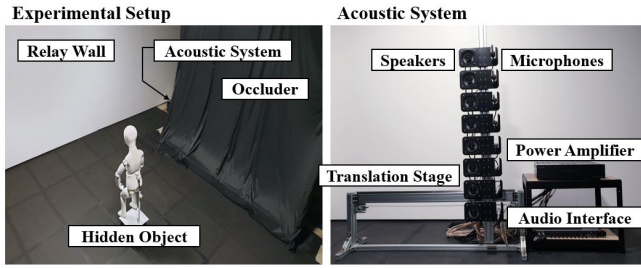 Experimental Setup
Relay Wall
Acoustic System
Occluder
Hidden Object
Acoustic System
Speakers
Microphones
Power Amplifier
Translation Stage
Audio Interface